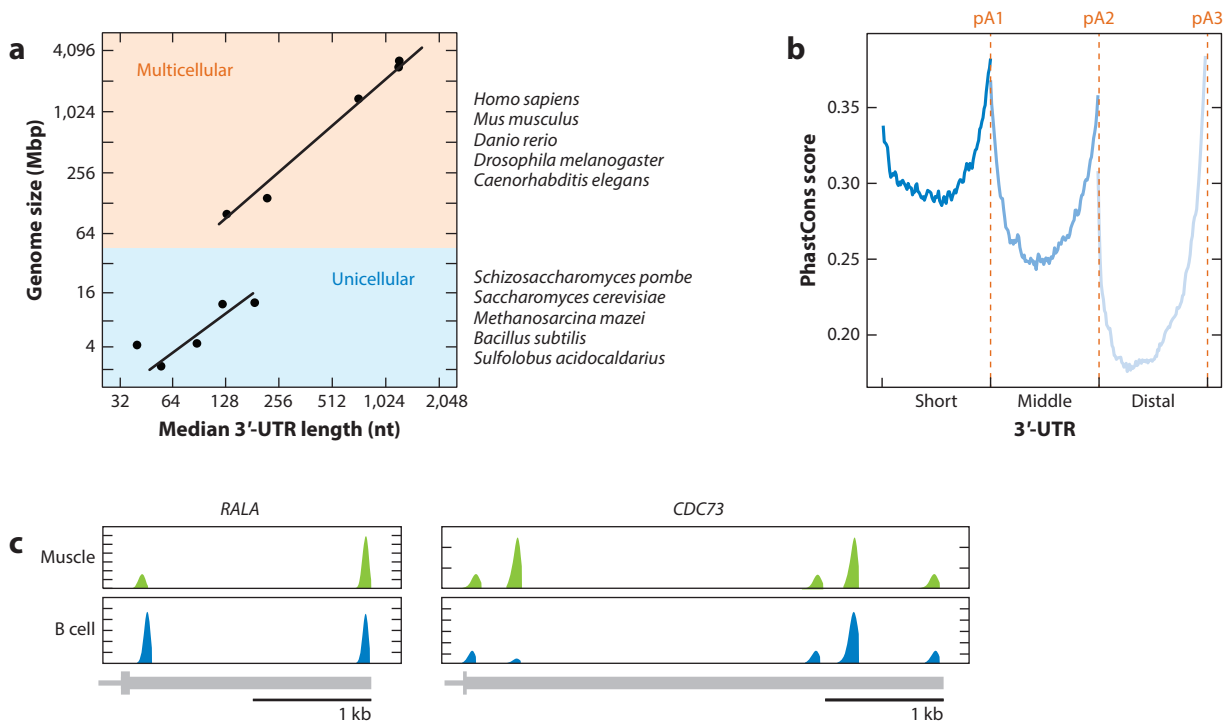 a
Genome size (Mbp)
4,096
1,024
256
64
16
4
Multicellular
Unicellular
32 64 128 256 512 1,024 2,048
Median 3′-UTR length (nt)
Homo sapiens
Mus musculus
Danio rerio
Drosophila melanogaster
Caenorhabditis elegans
Schizosaccharomyces pombe
Saccharomyces cerevisiae
Methanosarcina mazei
Bacillus subtilis
Sulfolobus acidocaldarius
b
pA1 pA2 pA3
PhastCons score
0.35
0.30
0.25
0.20
Short Middle Distal
3′-UTR
c
RALA CDC73
Muscle
B cell
1 kb 1 kb